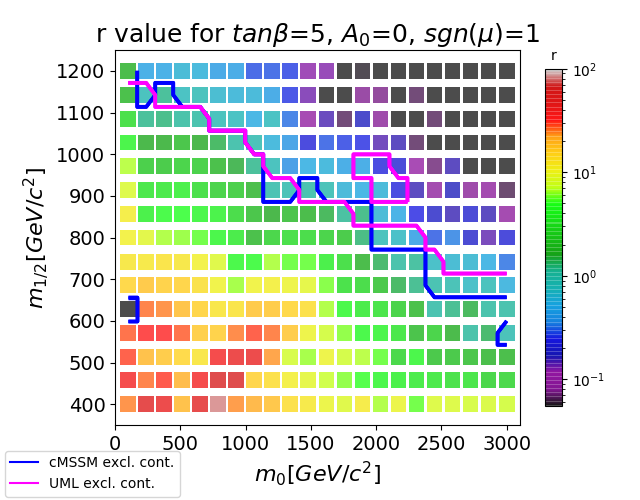 r value for tanβ=5, A₀=0, sgn(μ)=1
r
1200
1100
1000
900
800
700
600
500
400
m₁/₂[GeV/c²]
10²
10¹
10⁰
10⁻¹
0 500 1000 1500 2000 2500 3000
m₀[GeV/c²]
cMSSM excl. cont.
UML excl. cont.